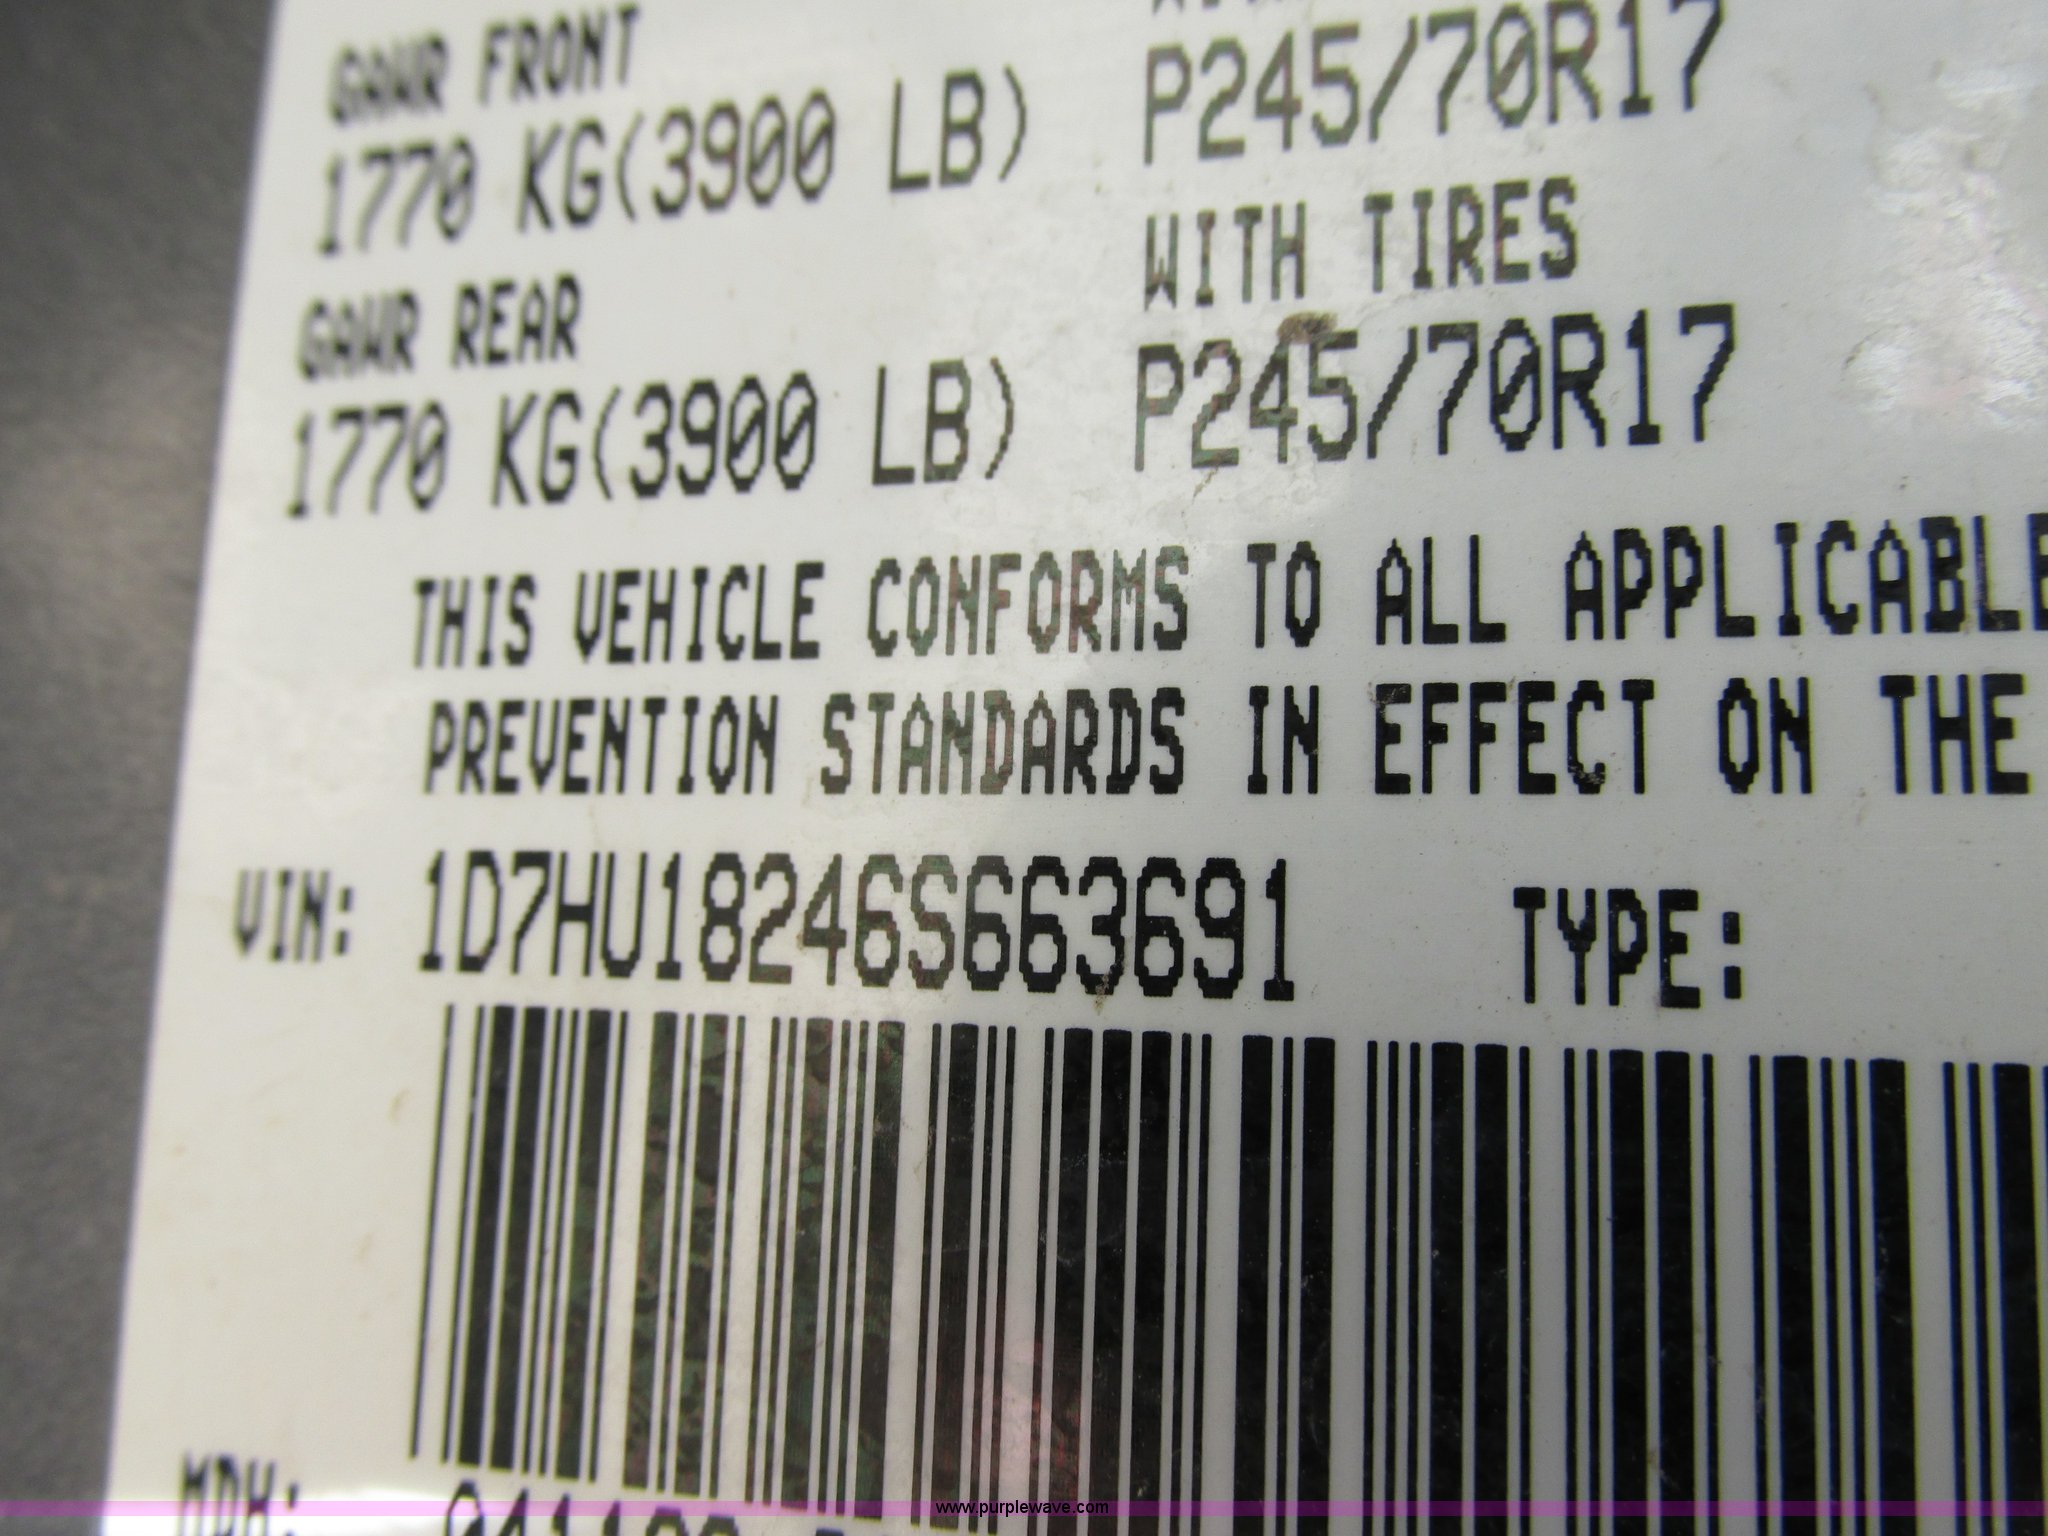 GAWR FRONT
1770 KG(3900 LB)
P245/70R17
WITH TIRES
GAWR REAR
1770 KG(3900 LB)
P245/70R17
THIS VEHICLE CONFORMS TO ALL APPLICABLE
PREVENTION STANDARDS IN EFFECT ON THE
VIN: 1D7HU18246S663691 TYPE:
MDH:
www.purplewave.com